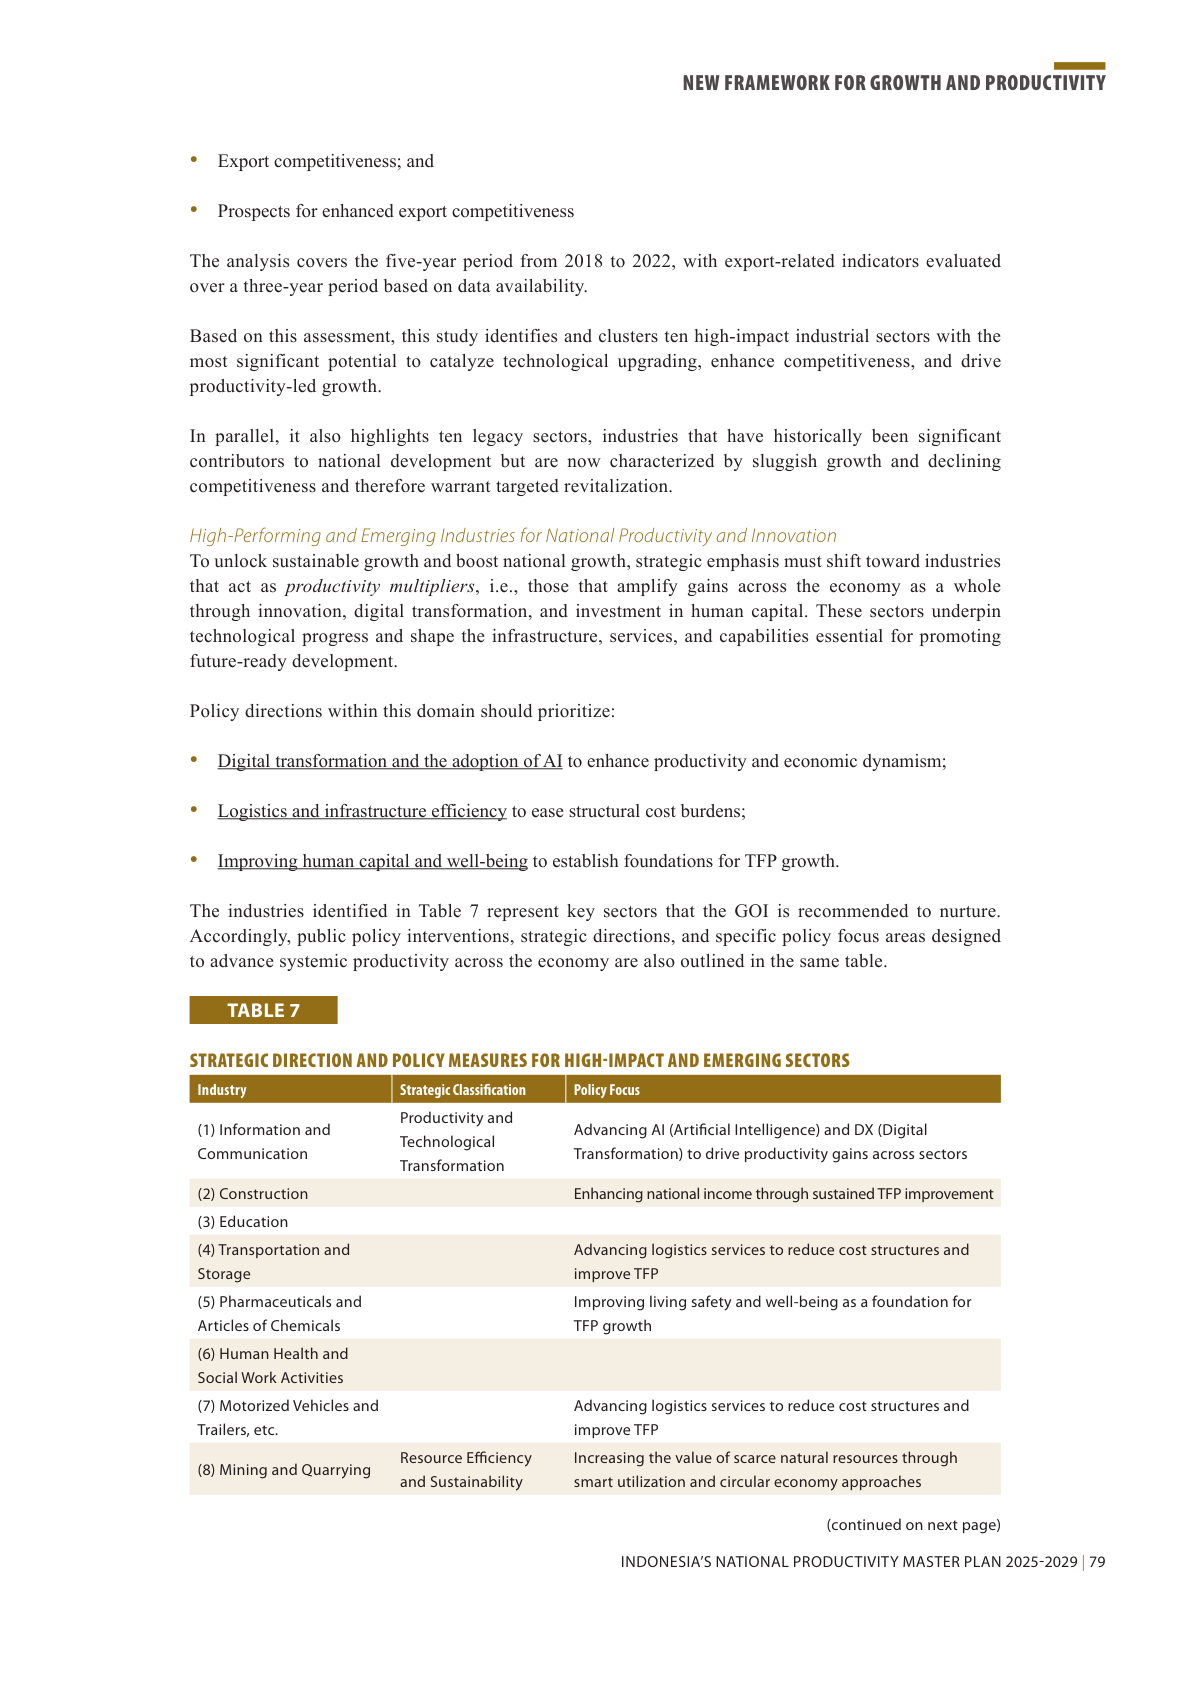 NEW FRAMEWORK FOR GROWTH AND PRODUCTIVITY
• Export competitiveness; and
• Prospects for enhanced export competitiveness
The analysis covers the five-year period from 2018 to 2022, with export-related indicators evaluated
over a three-year period based on data availability.
Based on this assessment, this study identifies and clusters ten high-impact industrial sectors with the
most significant potential to catalyze technological upgrading, enhance competitiveness, and drive
productivity-led growth.
In parallel, it also highlights ten legacy sectors, industries that have historically been significant
contributors to national development but are now characterized by sluggish growth and declining
competitiveness and therefore warrant targeted revitalization.
High-Performing and Emerging Industries for National Productivity and Innovation
To unlock sustainable growth and boost national growth, strategic emphasis must shift toward industries
that act as productivity multipliers, i.e., those that amplify gains across the economy as a whole
through innovation, digital transformation, and investment in human capital. These sectors underpin
technological progress and shape the infrastructure, services, and capabilities essential for promoting
future-ready development.
Policy directions within this domain should prioritize:
• Digital transformation and the adoption of AI to enhance productivity and economic dynamism;
• Logistics and infrastructure efficiency to ease structural cost burdens;
• Improving human capital and well-being to establish foundations for TFP growth.
The industries identified in Table 7 represent key sectors that the GOI is recommended to nurture.
Accordingly, public policy interventions, strategic directions, and specific policy focus areas designed
to advance systemic productivity across the economy are also outlined in the same table.
TABLE 7
STRATEGIC DIRECTION AND POLICY MEASURES FOR HIGH-IMPACT AND EMERGING SECTORS
Industry
Strategic Classification
Policy Focus
(1) Information and
Communication
Productivity and
Technological
Transformation
Advancing AI (Artificial Intelligence) and DX (Digital
Transformation) to drive productivity gains across sectors
(2) Construction
Enhancing national income through sustained TFP improvement
(3) Education
(4) Transportation and
Storage
Advancing logistics services to reduce cost structures and
improve TFP
(5) Pharmaceuticals and
Articles of Chemicals
Improving living safety and well-being as a foundation for
TFP growth
(6) Human Health and
Social Work Activities
(7) Motorized Vehicles and
Trailers, etc.
Advancing logistics services to reduce cost structures and
improve TFP
(8) Mining and Quarrying
Resource Efficiency
and Sustainability
Increasing the value of scarce natural resources through
smart utilization and circular economy approaches
(continued on next page)
INDONESIA'S NATIONAL PRODUCTIVITY MASTER PLAN 2025-2029 | 79